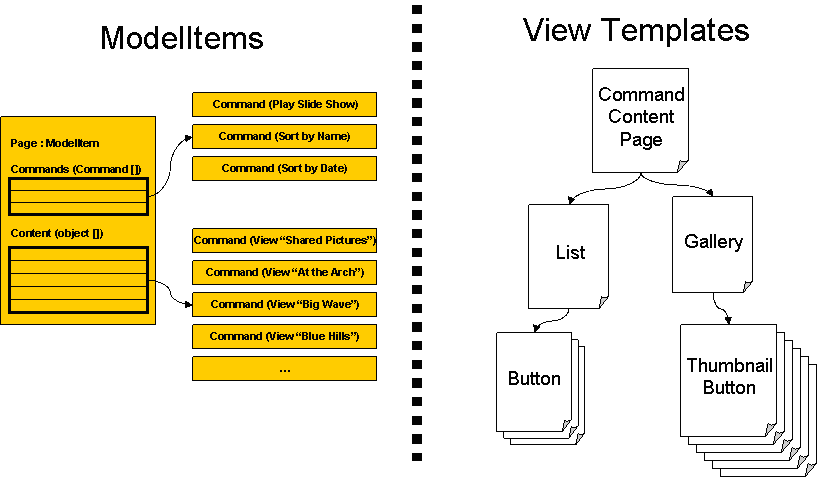 ModelItems
Page : ModelItem
Commands (Command [])
Content (object [])
Command (Play Slide Show)
Command (Sort by Name)
Command (Sort by Date)
Command (View “Shared Pictures”)
Command (View “At the Arch”)
Command (View “Big Wave”)
Command (View “Blue Hills”)
…
View Templates
Command
Content
Page
List
Gallery
Button
Thumbnail
Button